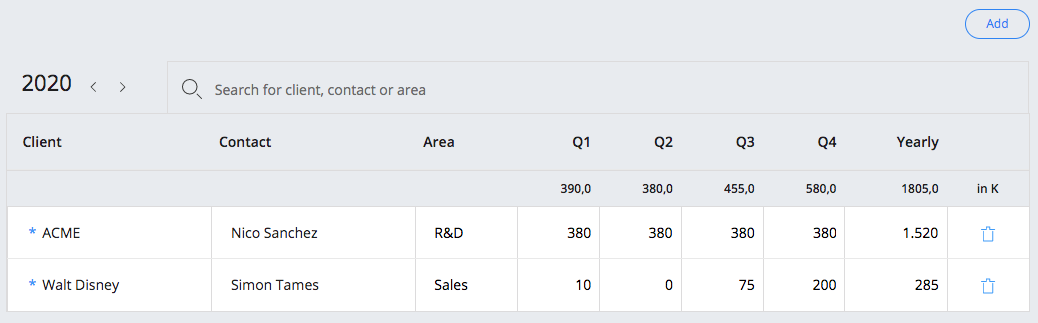 Add
2020
Search for client, contact or area
Client Contact Area Q1 Q2 Q3 Q4 Yearly
390,0 380,0 455,0 580,0 1805,0 in K
* ACME Nico Sanchez R&D 380 380 380 380 1.520
* Walt Disney Simon Tames Sales 10 0 75 200 285